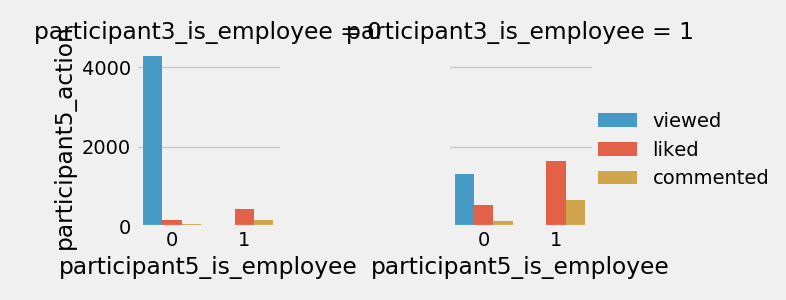 participant3_is_employee = 0
participant3_is_employee = 1
participant5_action
4000
2000
0
0 1
0 1
participant5_is_employee
participant5_is_employee
viewed
liked
commented